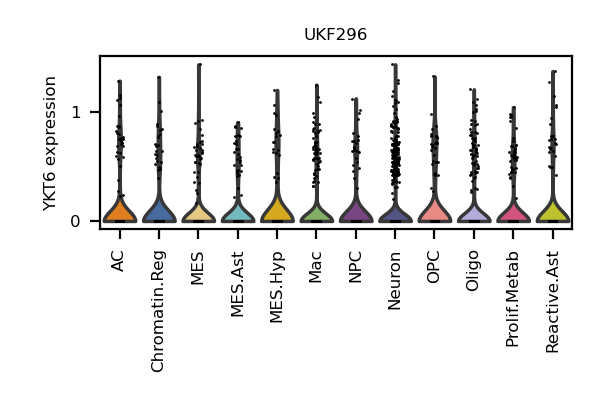 UKF296
YKT6 expression
1
0
AC
Chromatin.Reg
MES
MES.Ast
MES.Hyp
Mac
NPC
Neuron
OPC
Oligo
Prolif.Metab
Reactive.Ast